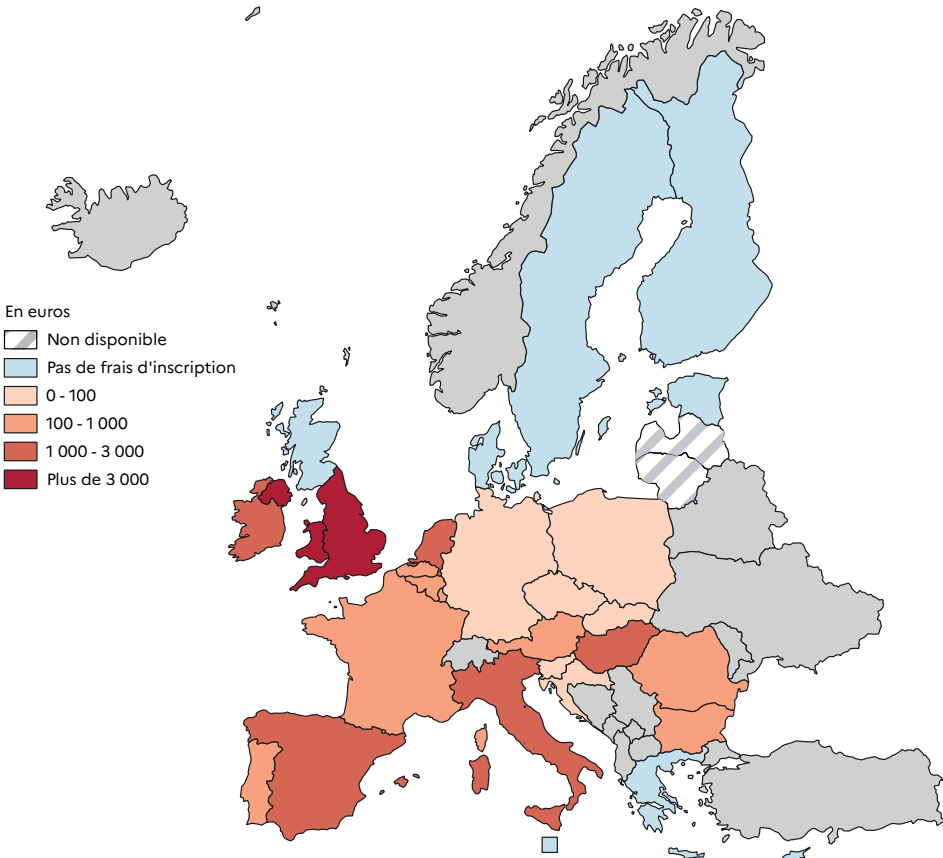 En euros
Non disponible
Pas de frais d'inscription
0 - 100
100 - 1 000
1 000 - 3 000
Plus de 3 000